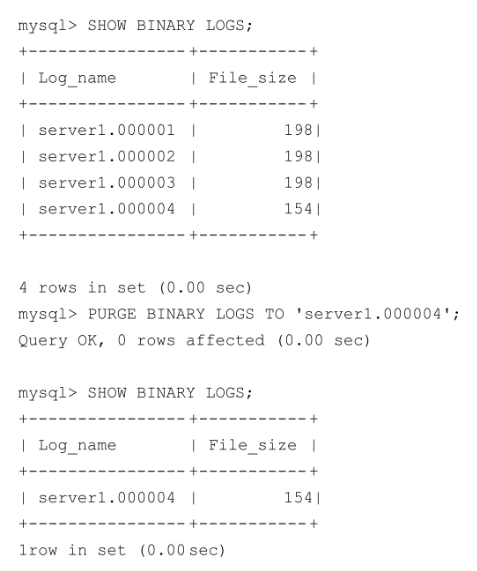 mysql> SHOW BINARY LOGS;
+----------------+-----------+
| Log_name       | File_size |
+----------------+-----------+
| server1.000001 |        198|
| server1.000002 |        198|
| server1.000003 |        198|
| server1.000004 |        154|
+----------------+-----------+
4 rows in set (0.00 sec)
mysql> PURGE BINARY LOGS TO 'server1.000004';
Query OK, 0 rows affected (0.00 sec)
mysql> SHOW BINARY LOGS;
+----------------+-----------+
| Log_name       | File_size |
+----------------+-----------+
| server1.000004 |        154|
+----------------+-----------+
1row in set (0.00 sec)